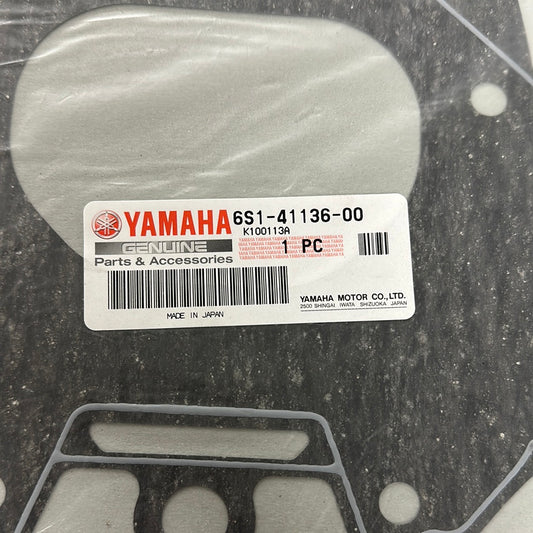 YAMAHA 6S1-41136-00
GENUINE K100113A
Parts & Accessories 1 PC
YAMAHA MOTOR CO., LTD.
2500 SHINGAI IWATA SHIZUOKA JAPAN
MADE IN JAPAN